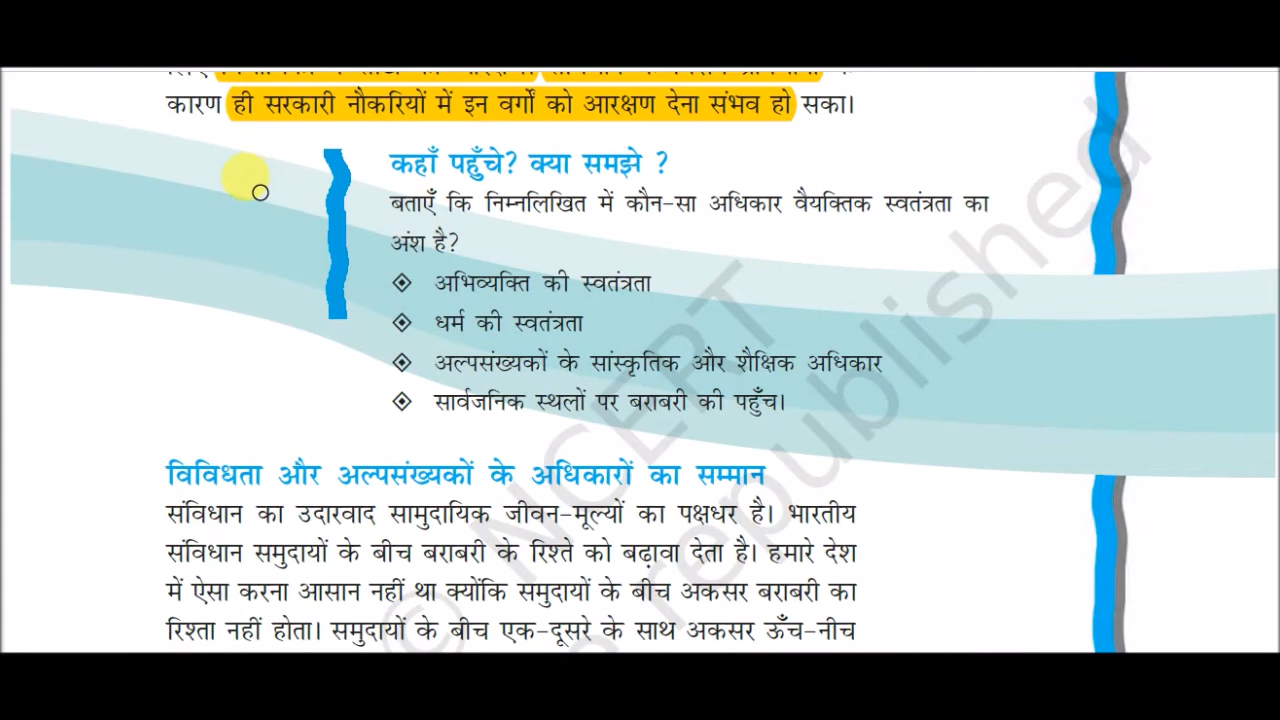 कारण ही सरकारी नौकरियों में इन वर्गों को आरक्षण देना संभव हो सका।
कहाँ पहुँचे? क्या समझे ?
बताएँ कि निम्नलिखित में कौन-सा अधिकार वैयक्तिक स्वतंत्रता का
अंश है?
अभिव्यक्ति की स्वतंत्रता
धर्म की स्वतंत्रता
अल्पसंख्यकों के सांस्कृतिक और शैक्षिक अधिकार
सार्वजनिक स्थलों पर बराबरी की पहुँच।
विविधता और अल्पसंख्यकों के अधिकारों का सम्मान
संविधान का उदारवाद सामुदायिक जीवन-मूल्यों का पक्षधर है। भारतीय
संविधान समुदायों के बीच बराबरी के रिश्ते को बढ़ावा देता है। हमारे देश
में ऐसा करना आसान नहीं था क्योंकि समुदायों के बीच अकसर बराबरी का
रिश्ता नहीं होता। समुदायों के बीच एक-दूसरे के साथ अकसर ऊँच-नीच
© NCERT
republished